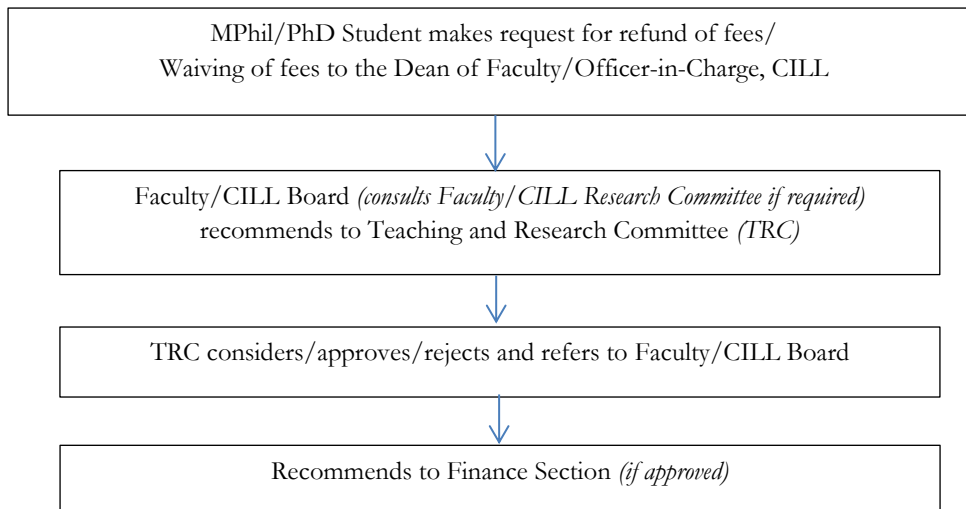 MPhil/PhD Student makes request for refund of fees/
Waiving of fees to the Dean of Faculty/Officer-in-Charge, CILL
Faculty/CILL Board (consults Faculty/CILL Research Committee if required)
recommends to Teaching and Research Committee (TRC)
TRC considers/approves/rejects and refers to Faculty/CILL Board
Recommends to Finance Section (if approved)